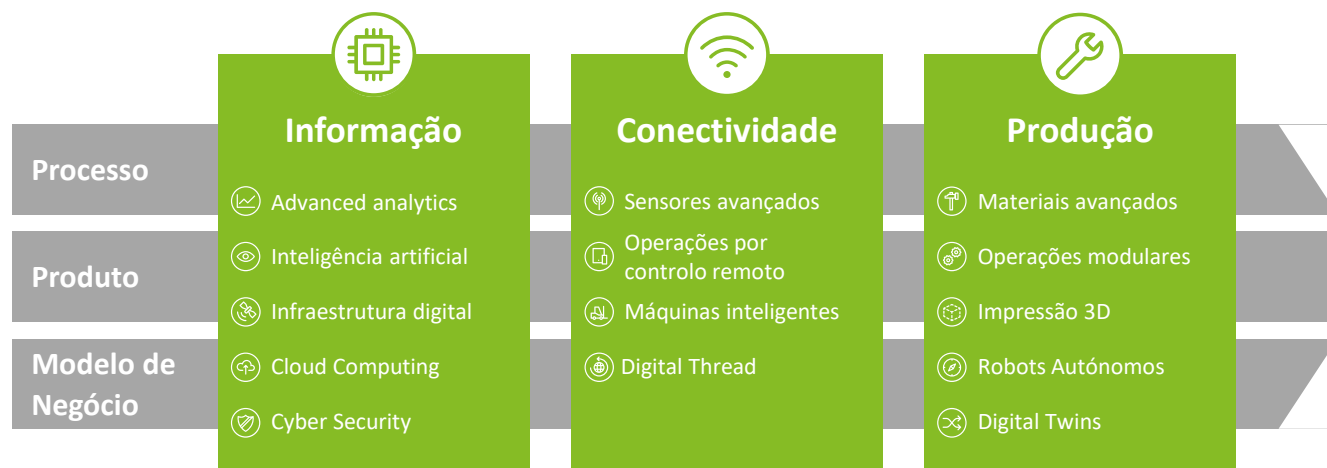 Informação
Conectividade
Produção
Processo
Produto
Modelo de
Negócio
Advanced analytics
Inteligência artificial
Infraestrutura digital
Cloud Computing
Cyber Security
Sensores avançados
Operações por
controlo remoto
Máquinas inteligentes
Digital Thread
Materiais avançados
Operações modulares
Impressão 3D
Robots Autónomos
Digital Twins